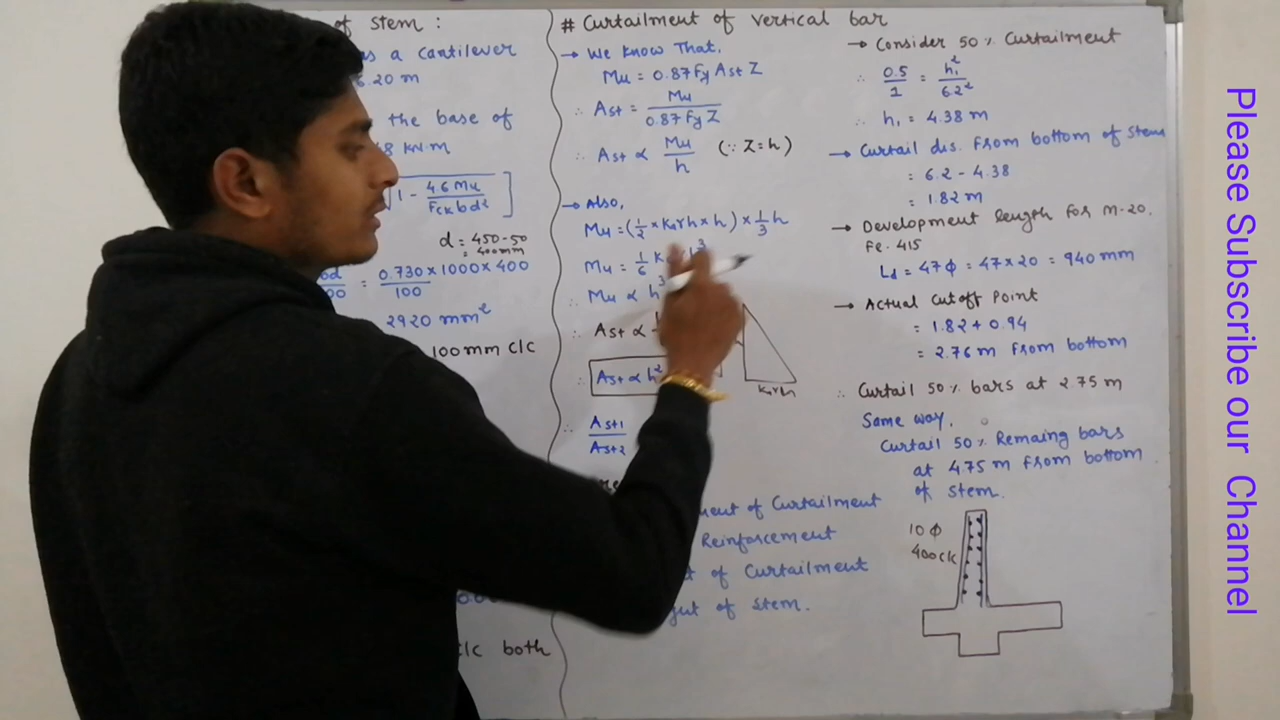 of stem :
as a cantilever
6.20 m
the base of
8 kN.m
1 - 4.6 Mu / Fck bd²
d = 450-50
= 400mm
= 0.730 × 1000 × 400 / 100
2920 mm²
100mm c/c
c/c both
# Curtailment of vertical bar
→ We know That,
Mu = 0.87 Fy Ast Z
∴ Ast = Mu / 0.87 Fy Z
∴ Ast ∝ Mu / h (∵ Z = h)
→ Also,
Mu = (1/2 × Karh × h) × 1/3 h
Mu = 1/6 K h³
∴ Mu ∝ h³
∴ Ast ∝
∴ Ast ∝ h²
Karh
∴ Ast1 / Ast2
ment of Curtailment
Reinforcement
of Curtailment
of Stem.
→ Consider 50 % Curtailment
∴ 0.5 / 1 = h₁² / 6.2²
∴ h₁ = 4.38 m
→ Curtail dis. From bottom of stem
= 6.2 - 4.38
= 1.82 m
→ Development length for M-20,
Fe-415
Ld = 47ϕ = 47 × 20 = 940 mm
→ Actual Cutoff Point
= 1.82 + 0.94
= 2.76 m from bottom
∴ Curtail 50 % bars at 2.75 m
Same way,
Curtail 50 % Remaing bars
at 4.75 m from bottom
of stem.
10 ϕ
400 c/c
Please Subscribe our Channel